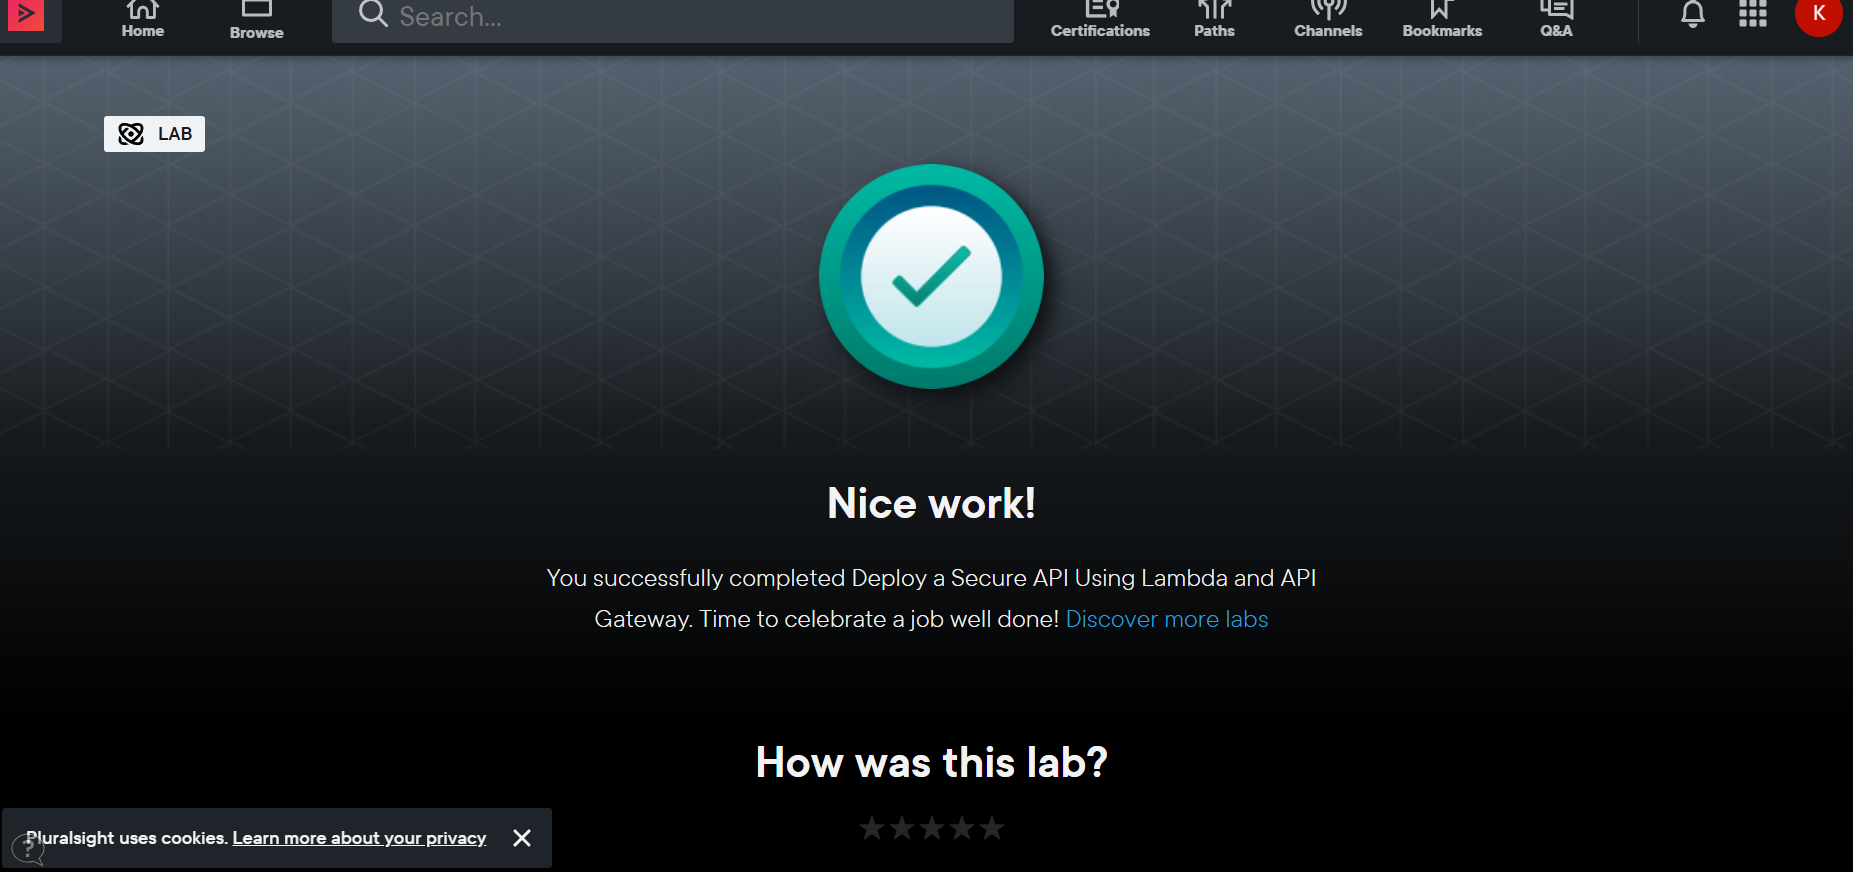 Home
Browse
Search...
Certifications
Paths
Channels
Bookmarks
Q&A
K
LAB
Nice work!
You successfully completed Deploy a Secure API Using Lambda and API
Gateway. Time to celebrate a job well done! Discover more labs
How was this lab?
Pluralsight uses cookies. Learn more about your privacy
?